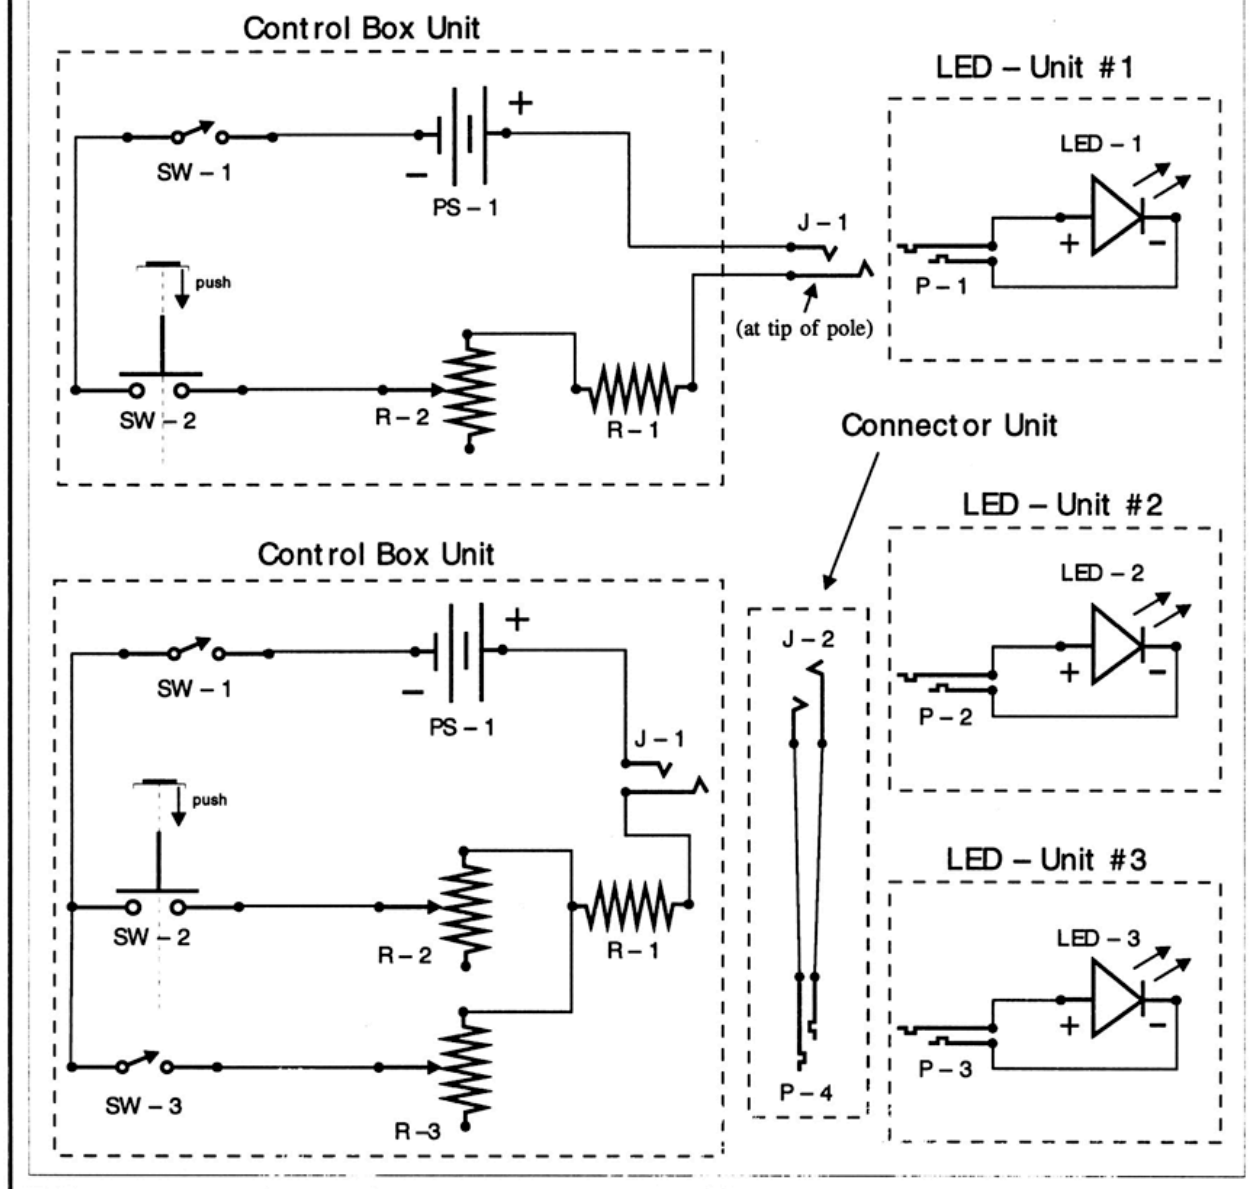 Control Box Unit
SW – 1
+
–
PS – 1
push
SW – 2
R – 2
R – 1
J – 1
(at tip of pole)
LED – Unit #1
LED – 1
+
–
P – 1
Connector Unit
LED – Unit #2
LED – 2
+
–
P – 2
Control Box Unit
SW – 1
+
–
PS – 1
J – 1
push
SW – 2
R – 2
R – 1
SW – 3
R –3
J – 2
P – 4
LED – Unit #3
LED – 3
+
–
P – 3